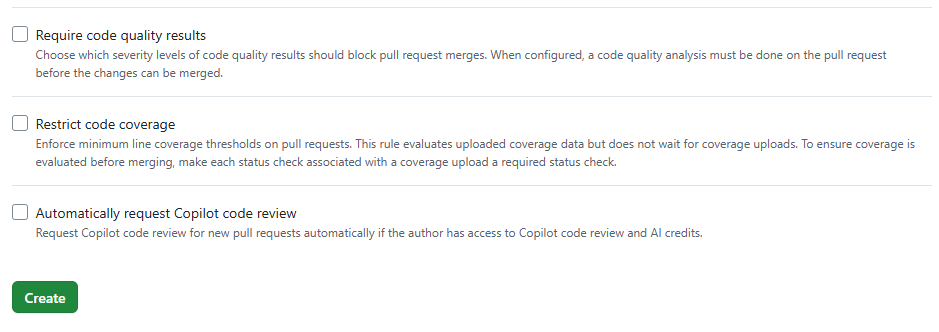 Require code quality results
Choose which severity levels of code quality results should block pull request merges. When configured, a code quality analysis must be done on the pull request
before the changes can be merged.
Restrict code coverage
Enforce minimum line coverage thresholds on pull requests. This rule evaluates uploaded coverage data but does not wait for coverage uploads. To ensure coverage is
evaluated before merging, make each status check associated with a coverage upload a required status check.
Automatically request Copilot code review
Request Copilot code review for new pull requests automatically if the author has access to Copilot code review and AI credits.
Create